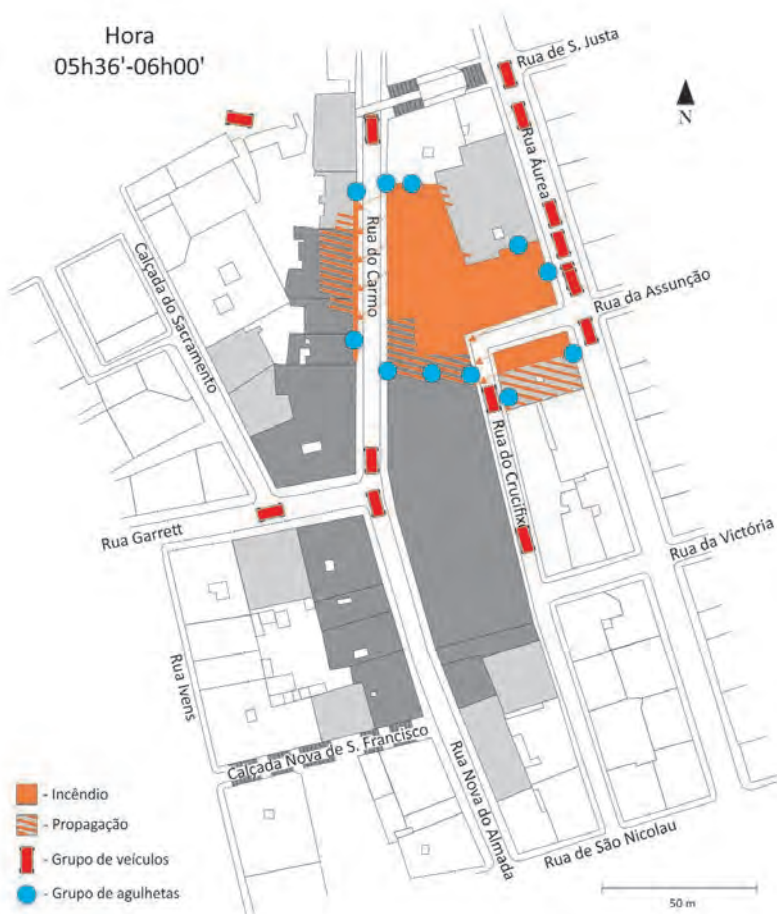 Hora
05h36'-06h00'
Rua de S. Justa
N
Rua Áurea
Rua do Carmo
Calçada do Sacramento
Rua da Assunção
Rua do Crucifixo
Rua Garrett
Rua da Victória
Rua Ivens
Calçada Nova de S. Francisco
Rua Nova do Almada
Rua de São Nicolau
- Incêndio
- Propagação
- Grupo de veículos
- Grupo de agulhetas
50 m